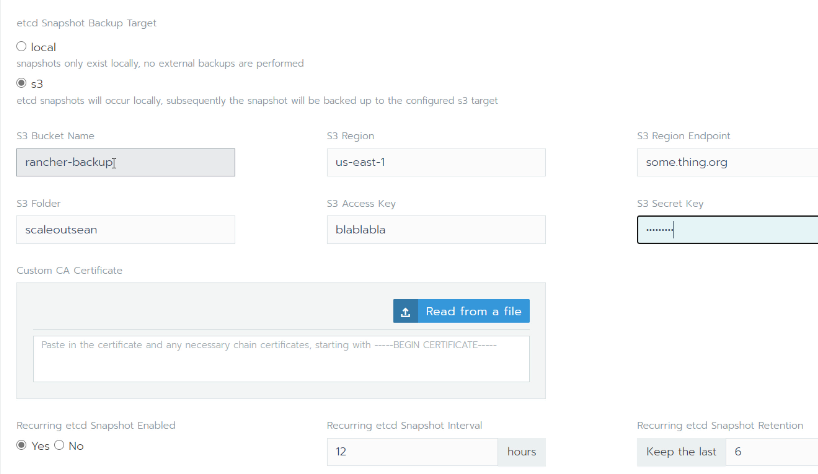 etcd Snapshot Backup Target
local
snapshots only exist locally, no external backups are performed
s3
etcd snapshots will occur locally, subsequently the snapshot will be backed up to the configured s3 target
S3 Bucket Name
S3 Region
S3 Region Endpoint
rancher-backup
us-east-1
some.thing.org
S3 Folder
S3 Access Key
S3 Secret Key
scaleoutsean
blablabla
•••••••••
Custom CA Certificate
Read from a file
Paste in the certificate and any necessary chain certificates, starting with -----BEGIN CERTIFICATE-----
Recurring etcd Snapshot Enabled
Recurring etcd Snapshot Interval
Recurring etcd Snapshot Retention
Yes No
12 hours
Keep the last 6